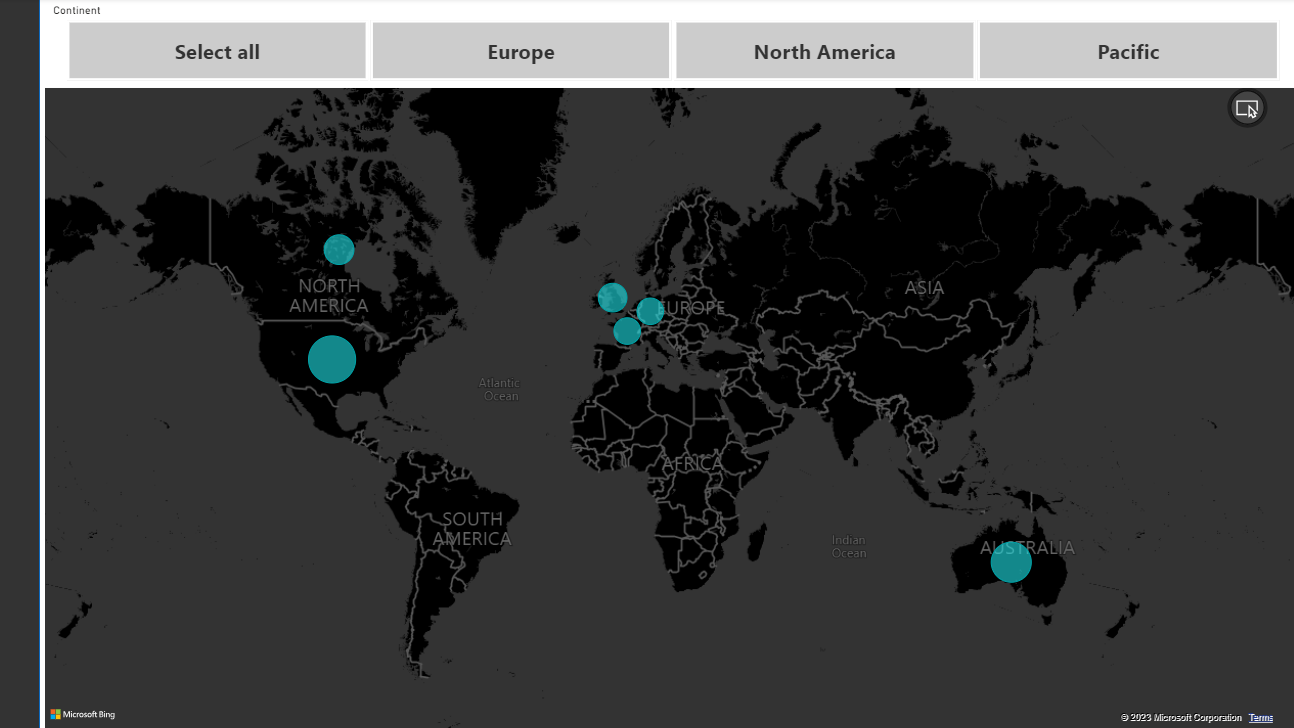 Continent
Select all
Europe
North America
Pacific
NORTH
AMERICA
EUROPE
ASIA
Atlantic
Ocean
AFRICA
SOUTH
AMERICA
Indian
Ocean
AUSTRALIA
Microsoft Bing
© 2023 Microsoft Corporation Terms